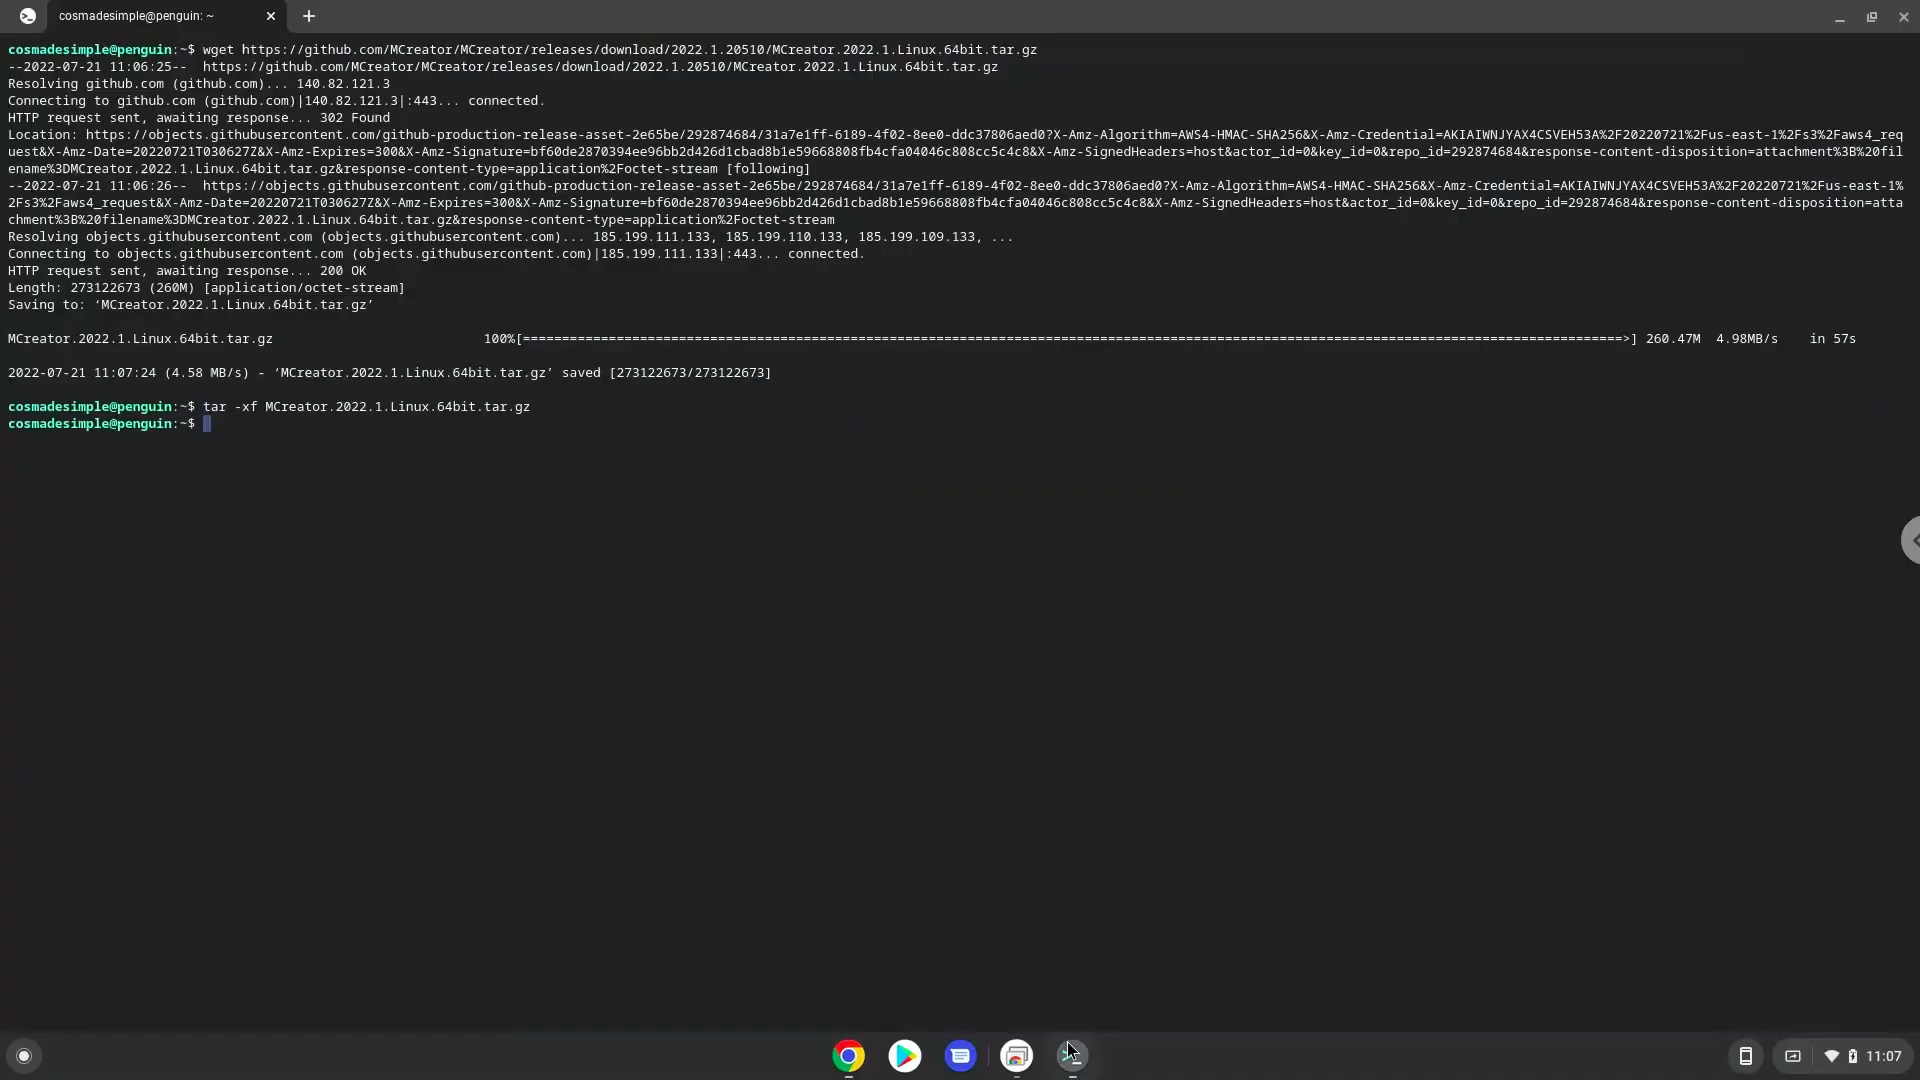 cosmadesimple@penguin: ~
cosmadesimple@penguin:~$ wget https://github.com/MCreator/MCreator/releases/download/2022.1.20510/MCreator.2022.1.Linux.64bit.tar.gz
--2022-07-21 11:06:25--  https://github.com/MCreator/MCreator/releases/download/2022.1.20510/MCreator.2022.1.Linux.64bit.tar.gz
Resolving github.com (github.com)... 140.82.121.3
Connecting to github.com (github.com)|140.82.121.3|:443... connected.
HTTP request sent, awaiting response... 302 Found
Location: https://objects.githubusercontent.com/github-production-release-asset-2e65be/292874684/31a7e1ff-6189-4f02-8ee0-ddc37806aed0?X-Amz-Algorithm=AWS4-HMAC-SHA256&X-Amz-Credential=AKIAIWNJYAX4CSVEH53A%2F20220721%2Fus-east-1%2Fs3%2Faws4_req
uest&X-Amz-Date=20220721T030627Z&X-Amz-Expires=300&X-Amz-Signature=bf60de2870394ee96bb2d426d1cbad8b1e59668808fb4cfa04046c808cc5c4c8&X-Amz-SignedHeaders=host&actor_id=0&key_id=0&repo_id=292874684&response-content-disposition=attachment%3B%20fil
ename%3DMCreator.2022.1.Linux.64bit.tar.gz&response-content-type=application%2Foctet-stream [following]
--2022-07-21 11:06:26--  https://objects.githubusercontent.com/github-production-release-asset-2e65be/292874684/31a7e1ff-6189-4f02-8ee0-ddc37806aed0?X-Amz-Algorithm=AWS4-HMAC-SHA256&X-Amz-Credential=AKIAIWNJYAX4CSVEH53A%2F20220721%2Fus-east-1%
2Fs3%2Faws4_request&X-Amz-Date=20220721T030627Z&X-Amz-Expires=300&X-Amz-Signature=bf60de2870394ee96bb2d426d1cbad8b1e59668808fb4cfa04046c808cc5c4c8&X-Amz-SignedHeaders=host&actor_id=0&key_id=0&repo_id=292874684&response-content-disposition=atta
chment%3B%20filename%3DMCreator.2022.1.Linux.64bit.tar.gz&response-content-type=application%2Foctet-stream
Resolving objects.githubusercontent.com (objects.githubusercontent.com)... 185.199.111.133, 185.199.110.133, 185.199.109.133, ...
Connecting to objects.githubusercontent.com (objects.githubusercontent.com)|185.199.111.133|:443... connected.
HTTP request sent, awaiting response... 200 OK
Length: 273122673 (260M) [application/octet-stream]
Saving to: ‘MCreator.2022.1.Linux.64bit.tar.gz’
MCreator.2022.1.Linux.64bit.tar.gz 100%[=============================================>] 260.47M 4.98MB/s in 57s
2022-07-21 11:07:24 (4.58 MB/s) - ‘MCreator.2022.1.Linux.64bit.tar.gz’ saved [273122673/273122673]
cosmadesimple@penguin:~$ tar -xf MCreator.2022.1.Linux.64bit.tar.gz
cosmadesimple@penguin:~$
11:07